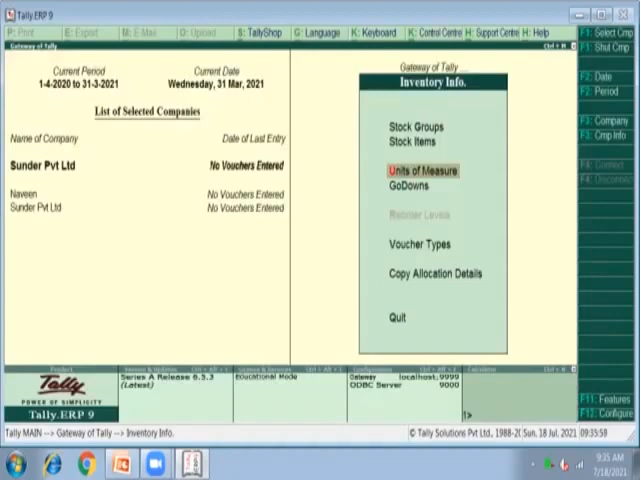 Tally.ERP 9
P: Print E: Export M: E-Mail O: Upload S: TallyShop G: Language K: Keyboard K: Control Centre H: Support Centre H: Help F1: Select Cmp
Gateway of Tally Ctrl + M F1: Shut Cmp
Current Period Current Date Gateway of Tally ...
1-4-2020 to 31-3-2021 Wednesday, 31 Mar, 2021
F2: Date
F2: Period
List of Selected Companies
F3: Company
F3: Cmp Info
Name of Company Date of Last Entry
Sunder Pvt Ltd No Vouchers Entered
F4: Connect
Naveen No Vouchers Entered
Sunder Pvt Ltd No Vouchers Entered
Inventory Info.
Stock Groups
Stock Items
Units of Measure
GoDowns
Reorder Levels
Voucher Types
Copy Allocation Details
Quit
Product
Tally
POWER OF SIMPLICITY
Tally.ERP 9
Series A Release 6.5.3
(Latest)
Educational Mode
Gateway localhost:9999
ODBC Server 9000
Calculator
1>
F11: Features
F12: Configure
Tally MAIN --> Gateway of Tally --> Inventory Info.
© Tally Solutions Pvt Ltd., 1988-20 Sun, 18 Jul, 2021 09:35:59
9:35 AM
7/18/2021